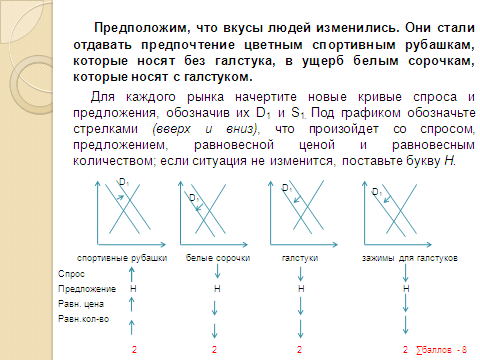 Предположим, что вкусы людей изменились. Они стали
отдавать предпочтение цветным спортивным рубашкам,
которые носят без галстука, в ущерб белым сорочкам,
которые носят с галстуком.
Для каждого рынка начертите новые кривые спроса и
предложения, обозначив их D₁ и S₁. Под графиком обозначьте
стрелками (вверх и вниз), что произойдет со спросом,
предложением, равновесной ценой и равновесным
количеством; если ситуация не изменится, поставьте букву Н.
D₁ D₁ D₁ D₁
спортивные рубашки белые сорочки галстуки зажимы для галстуков
Спрос ↑ ↓ ↓ ↓
Предложение Н Н Н Н
Равн. цена ↑ ↓ ↓ ↓
Равн.кол-во ↑ ↓ ↓ ↓
2 2 2 2 ∑баллов - 8